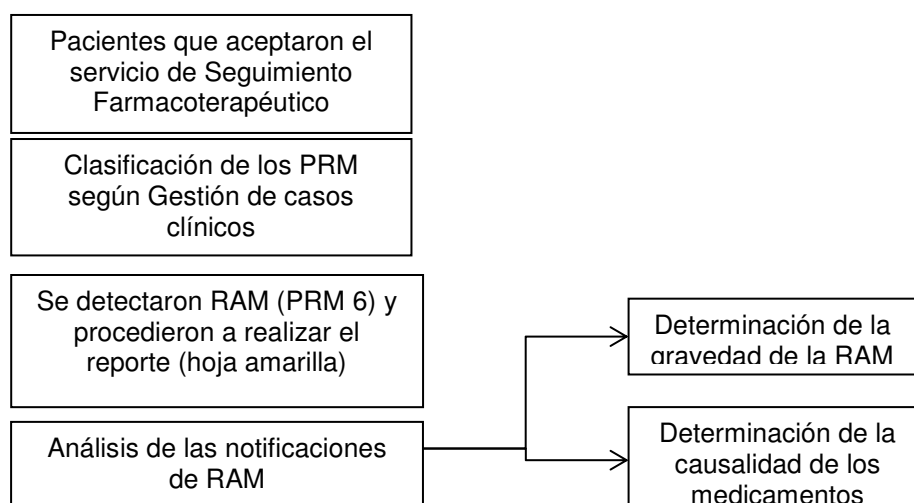 Pacientes que aceptaron el
servicio de Seguimiento
Farmacoterapéutico
Clasificación de los PRM
según Gestión de casos
clínicos
Se detectaron RAM (PRM 6) y
procedieron a realizar el
reporte (hoja amarilla)
Análisis de las notificaciones
de RAM
Determinación de la
gravedad de la RAM
Determinación de la
causalidad de los
medicamentos